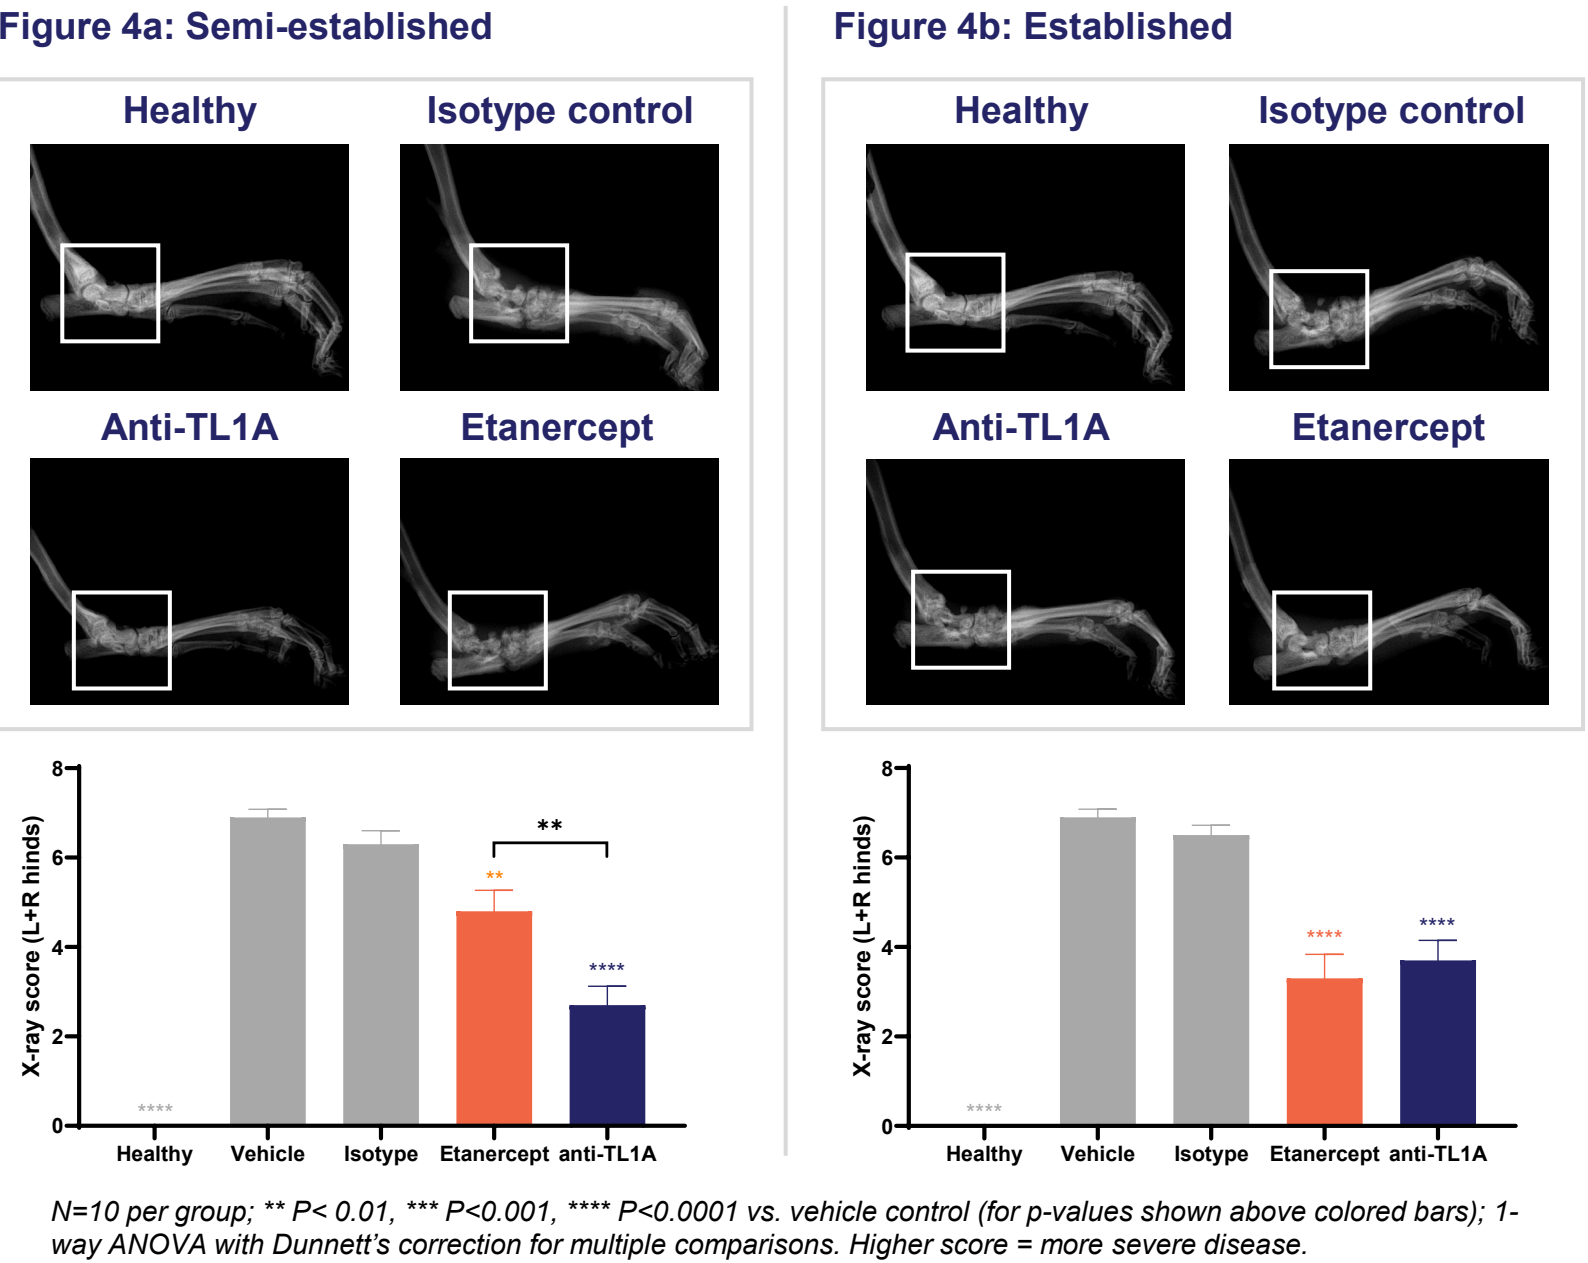 Figure 4a: Semi-established
Healthy
Isotype control
Anti-TL1A
Etanercept
8
6
4
2
0
X-ray score (L+R hinds)
****
**
**
****
Healthy
Vehicle
Isotype
Etanercept
anti-TL1A
Figure 4b: Established
Healthy
Isotype control
Anti-TL1A
Etanercept
8
6
4
2
0
X-ray score (L+R hinds)
****
****
****
Healthy
Vehicle
Isotype
Etanercept
anti-TL1A
N=10 per group; ** P< 0.01, *** P<0.001, **** P<0.0001 vs. vehicle control (for p-values shown above colored bars); 1-
way ANOVA with Dunnett’s correction for multiple comparisons. Higher score = more severe disease.